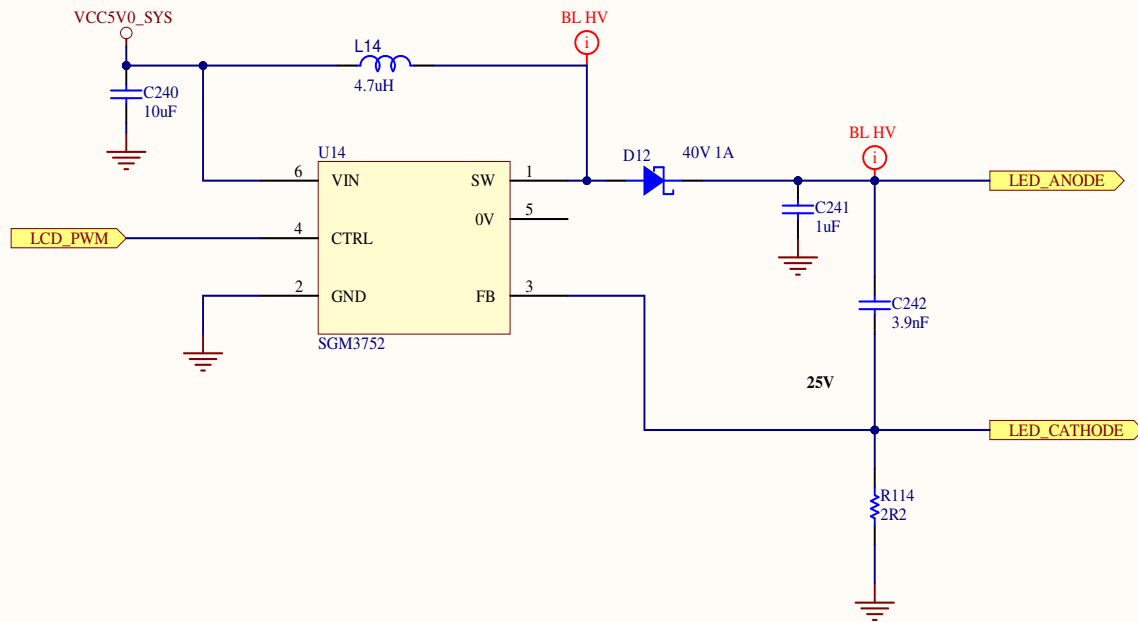 VCC5V0_SYS
BL HV
i
L14
4.7uH
C240
10uF
U14
6
VIN
SW
1
0V
5
4
CTRL
2
GND
FB
3
SGM3752
LCD_PWM
D12
40V 1A
BL HV
i
LED_ANODE
C241
1uF
C242
3.9nF
25V
LED_CATHODE
R114
2R2